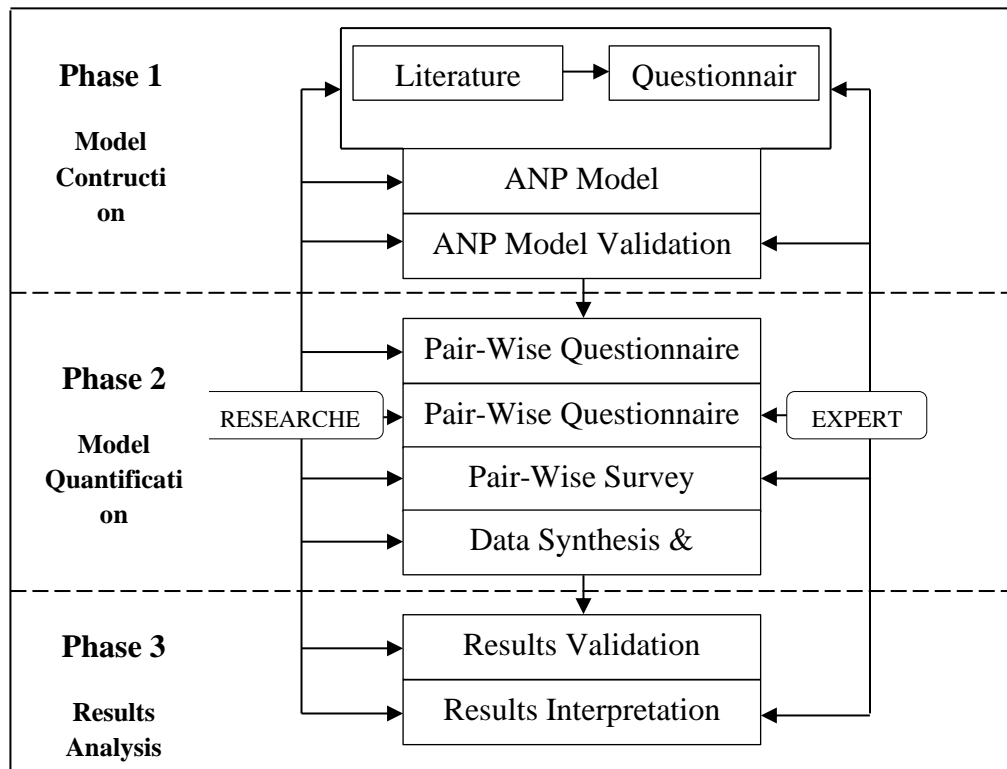 Phase 1
Model
Contructi
on
Literature
Questionnair
ANP Model
ANP Model Validation
Phase 2
Model
Quantificati
on
Pair-Wise Questionnaire
RESEARCHE
Pair-Wise Questionnaire
EXPERT
Pair-Wise Survey
Data Synthesis &
Phase 3
Results
Analysis
Results Validation
Results Interpretation